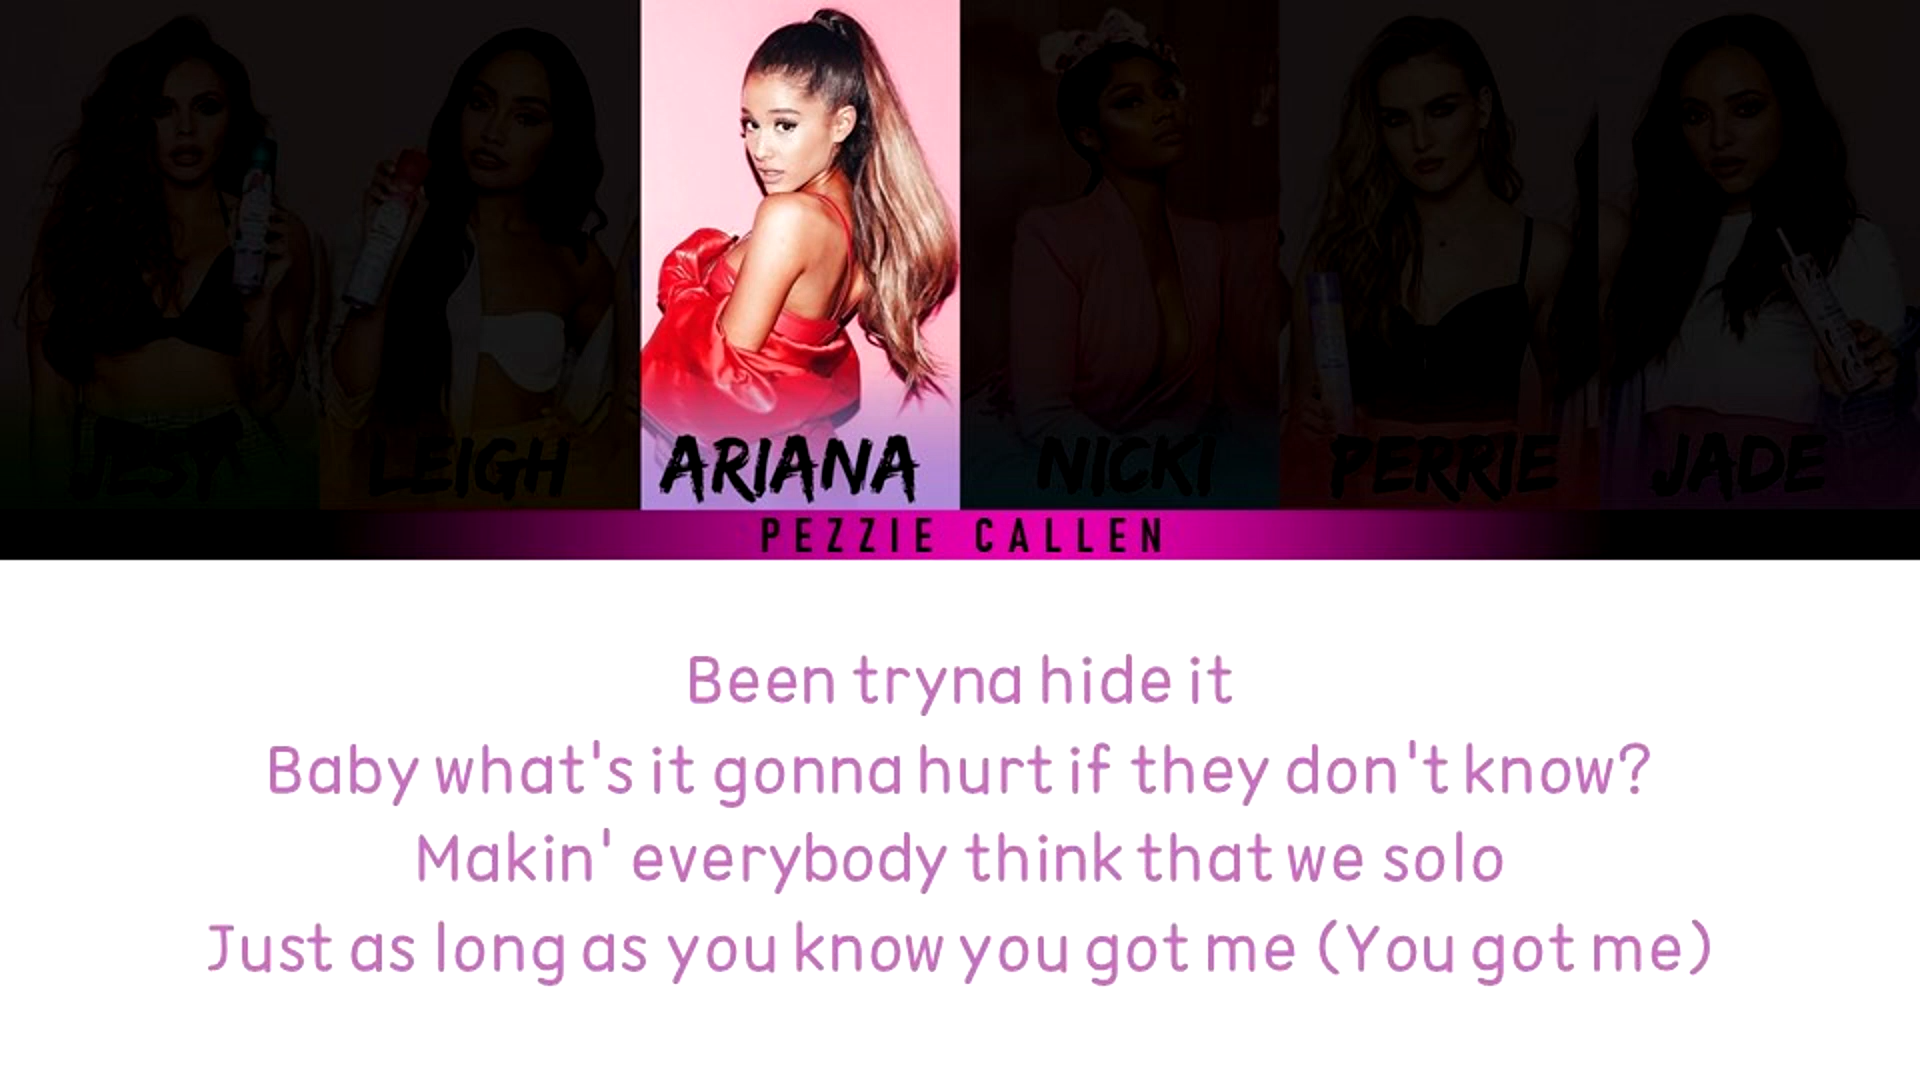 JESY LEIGH ARIANA NICKI PERRIE JADE
PEZZIE CALLEN
Been tryna hide it
Baby what's it gonna hurt if they don't know?
Makin' everybody think that we solo
Just as long as you know you got me (You got me)